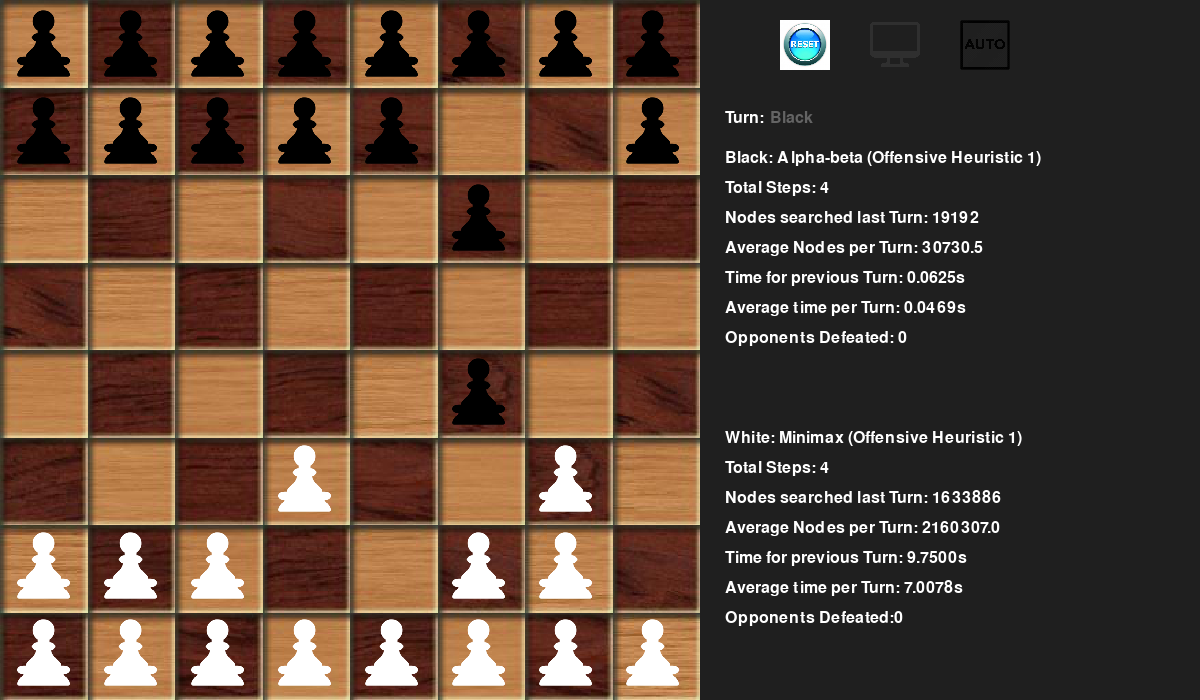 RESET
AUTO
Turn: Black
Black: Alpha-beta (Offensive Heuristic 1)
Total Steps: 4
Nodes searched last Turn: 19192
Average Nodes per Turn: 30730.5
Time for previous Turn: 0.0625s
Average time per Turn: 0.0469s
Opponents Defeated: 0
White: Minimax (Offensive Heuristic 1)
Total Steps: 4
Nodes searched last Turn: 1633886
Average Nodes per Turn: 2160307.0
Time for previous Turn: 9.7500s
Average time per Turn: 7.0078s
Opponents Defeated:0